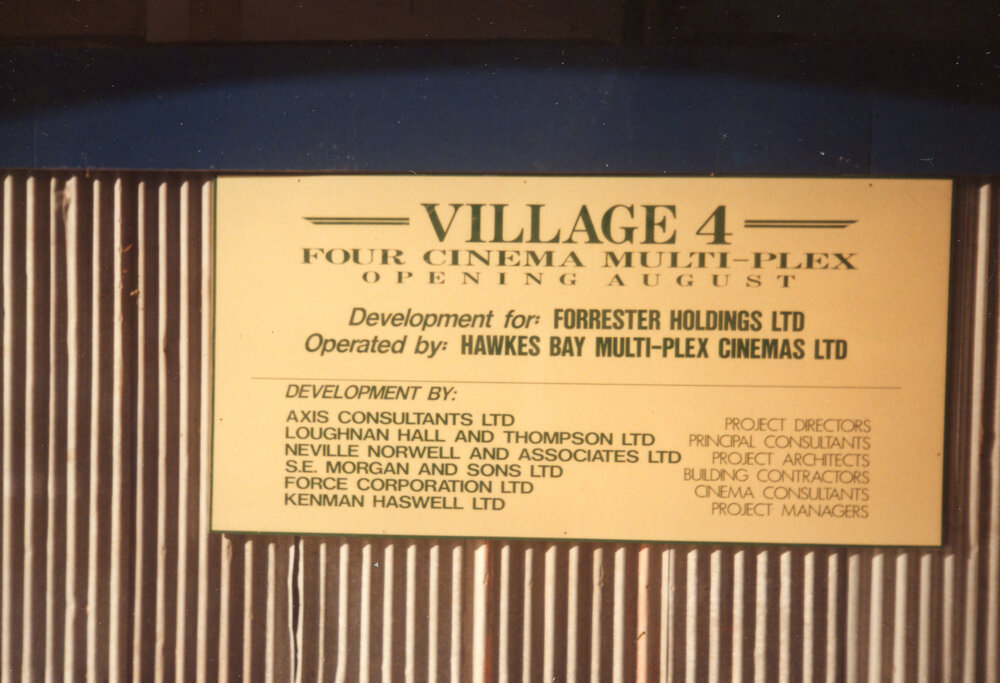 VILLAGE 4
FOUR CINEMA MULTI-PLEX
OPENING AUGUST
Development for: FORRESTER HOLDINGS LTD
Operated by: HAWKES BAY MULTI-PLEX CINEMAS LTD
DEVELOPMENT BY:
AXIS CONSULTANTS LTD PROJECT DIRECTORS
LOUGHNAN HALL AND THOMPSON LTD PRINCIPAL CONSULTANTS
NEVILLE NORWELL AND ASSOCIATES LTD PROJECT ARCHITECTS
S.E. MORGAN AND SONS LTD BUILDING CONTRACTORS
FORCE CORPORATION LTD CINEMA CONSULTANTS
KENMAN HASWELL LTD PROJECT MANAGERS